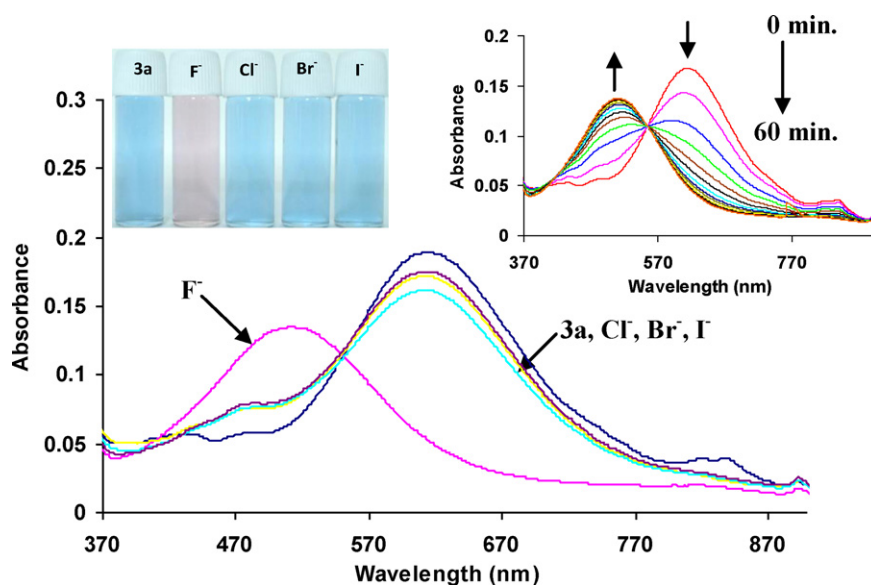 3a F⁻ Cl⁻ Br⁻ I⁻
0.3
0.25
0.2
0.15
0.1
0.05
0
Absorbance
370 470 570 670 770 870
Wavelength (nm)
F⁻
3a, Cl⁻, Br⁻, I⁻
0.2
0.15
0.1
0.05
0
Absorbance
370 570 770
Wavelength (nm)
0 min.
60 min.